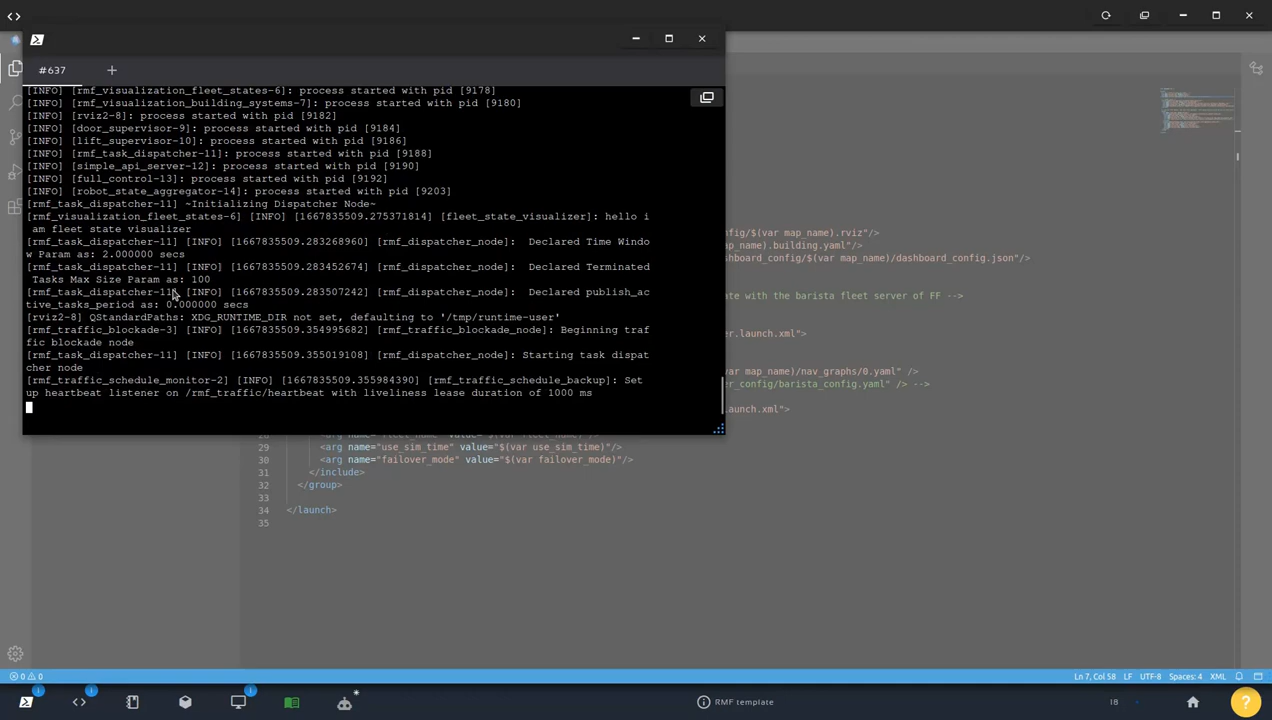 #637
[INFO] [rmf_visualization_fleet_states-6]: process started with pid [9178]
[INFO] [rmf_visualization_building_systems-7]: process started with pid [9180]
[INFO] [rviz2-8]: process started with pid [9182]
[INFO] [door_supervisor-9]: process started with pid [9184]
[INFO] [lift_supervisor-10]: process started with pid [9186]
[INFO] [rmf_task_dispatcher-11]: process started with pid [9188]
[INFO] [simple_api_server-12]: process started with pid [9190]
[INFO] [full_control-13]: process started with pid [9192]
[INFO] [robot_state_aggregator-14]: process started with pid [9203]
[rmf_task_dispatcher-11] ~Initializing Dispatcher Node~
[rmf_visualization_fleet_states-6] [INFO] [1667835509.275371814] [fleet_state_visualizer]: hello i
am fleet state visualizer
[rmf_task_dispatcher-11] [INFO] [1667835509.283268960] [rmf_dispatcher_node]:  Declared Time Windo
w Param as: 2.000000 secs
[rmf_task_dispatcher-11] [INFO] [1667835509.283452674] [rmf_dispatcher_node]:  Declared Terminated
Tasks Max Size Param as: 100
[rmf_task_dispatcher-11] [INFO] [1667835509.283507242] [rmf_dispatcher_node]:  Declared publish_ac
tive_tasks_period as: 0.000000 secs
[rviz2-8] QStandardPaths: XDG_RUNTIME_DIR not set, defaulting to '/tmp/runtime-user'
[rmf_traffic_blockade-3] [INFO] [1667835509.354995682] [rmf_traffic_blockade_node]: Beginning traf
fic blockade node
[rmf_task_dispatcher-11] [INFO] [1667835509.355019108] [rmf_dispatcher_node]: Starting task dispat
cher node
[rmf_traffic_schedule_monitor-2] [INFO] [1667835509.355984390] [rmf_traffic_schedule_backup]: Set
up heartbeat listener on /rmf_traffic/heartbeat with liveliness lease duration of 1000 ms
fig/$(var map_name).rviz"/>
map_name).building.yaml"/>
dashboard_config/$(var map_name)/dashboard_config.json"/>
ate with the barista fleet server of FF -->
er.launch.xml">
var map_name)/nav_graphs/0.yaml" />
er_config/barista_config.yaml" /> -->
launch.xml">
29 <arg name="use_sim_time" value="$(var use_sim_time)"/>
30 <arg name="failover_mode" value="$(var failover_mode)"/>
31 </include>
32 </group>
33
34 </launch>
35
0 0
Ln 7, Col 58 LF UTF-8 Spaces: 4 XML
RMF template
18